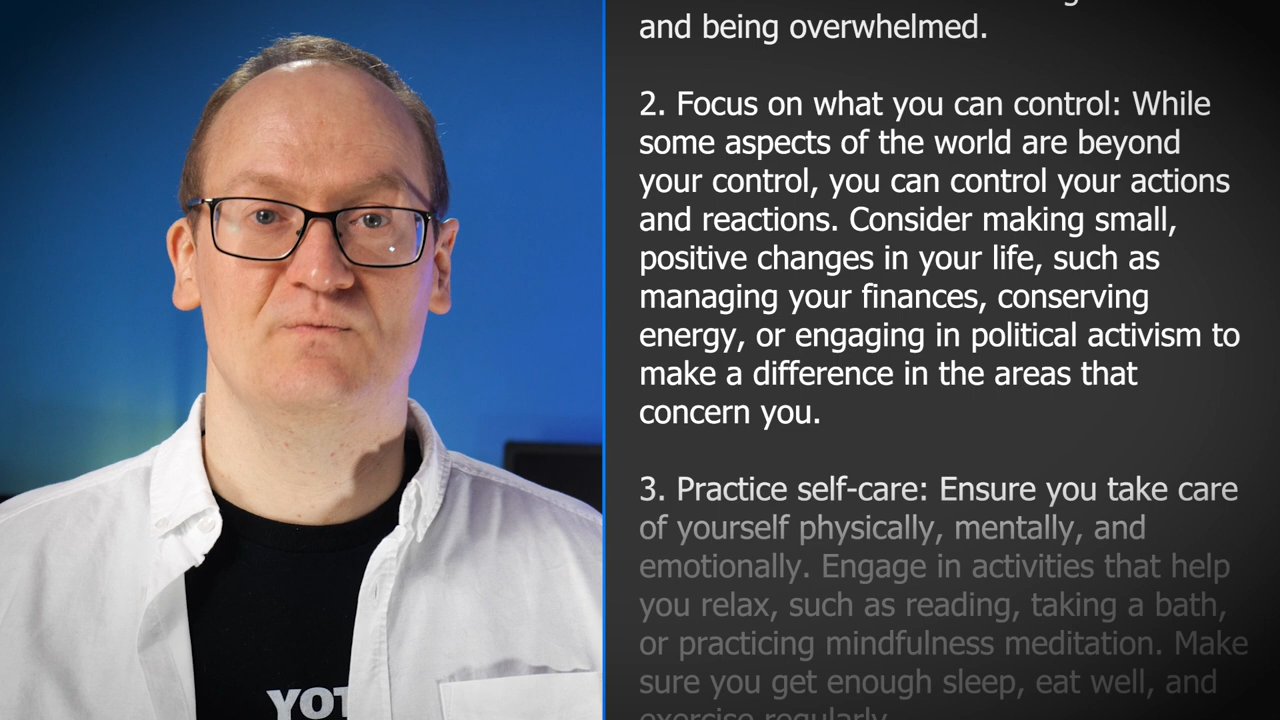 and being overwhelmed.
2. Focus on what you can control: While
some aspects of the world are beyond
your control, you can control your actions
and reactions. Consider making small,
positive changes in your life, such as
managing your finances, conserving
energy, or engaging in political activism to
make a difference in the areas that
concern you.
3. Practice self-care: Ensure you take care
of yourself physically, mentally, and
emotionally. Engage in activities that help
you relax, such as reading, taking a bath,
or practicing mindfulness meditation. Make
sure you get enough sleep, eat well, and
exercise regularly.
YOT